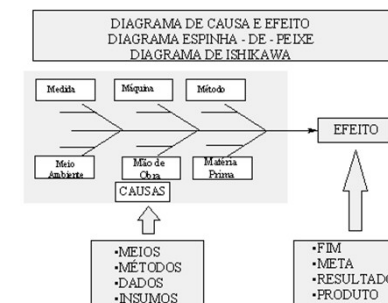 DIAGRAMA DE CAUSA E EFEITO
DIAGRAMA ESPINHA - DE - PEIXE
DIAGRAMA DE ISHIKAWA
Medida
Máquina
Método
EFEITO
Meio
Ambiente
Mão de
Obra
Matéria
Prima
CAUSAS
▪MEIOS
▪MÉTODOS
▪DADOS
▪INSUMOS
▪FIM
▪META
▪RESULTADO
▪PRODUTO